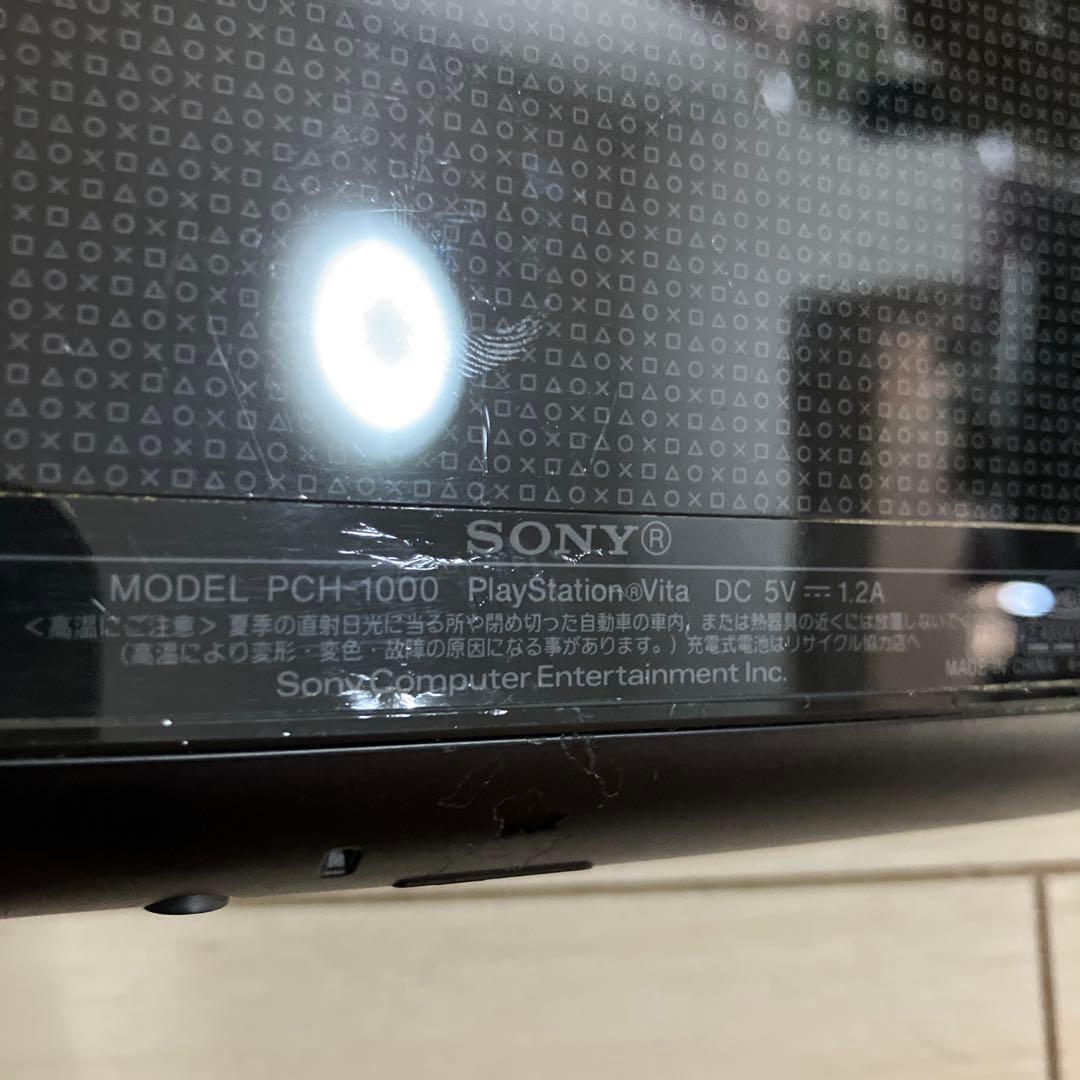 SONY®
MODEL PCH-1000 PlayStation®Vita DC 5V⎓1.2A
<高温にご注意> 夏季の直射日光に当る所や閉め切った自動車の車内, または熱器具の近くには放置しないで
(高温により変形・変色・故障の原因になる事があります。) 充電式電池はリサイクル協力店へ
Sony Computer Entertainment Inc.
MADE IN CHINA